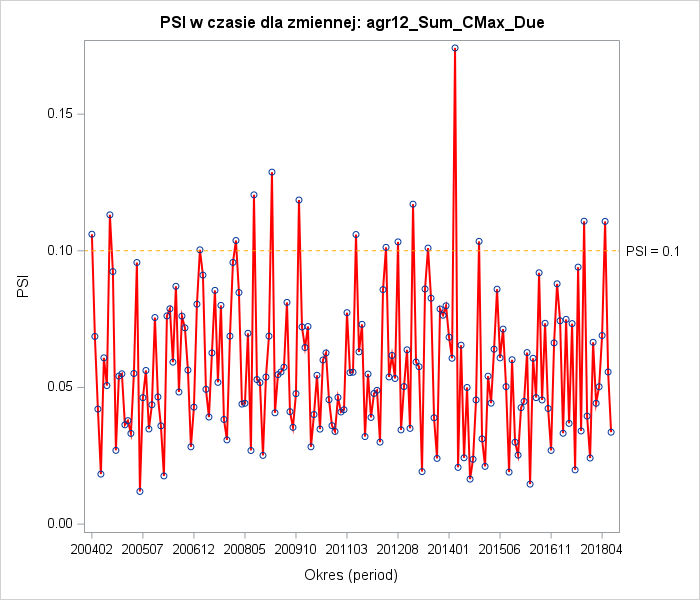 PSI w czasie dla zmiennej: agr12_Sum_CMax_Due
0.15
0.10
0.05
0.00
PSI
PSI = 0.1
200402 200507 200612 200805 200910 201103 201208 201401 201506 201611 201804
Okres (period)